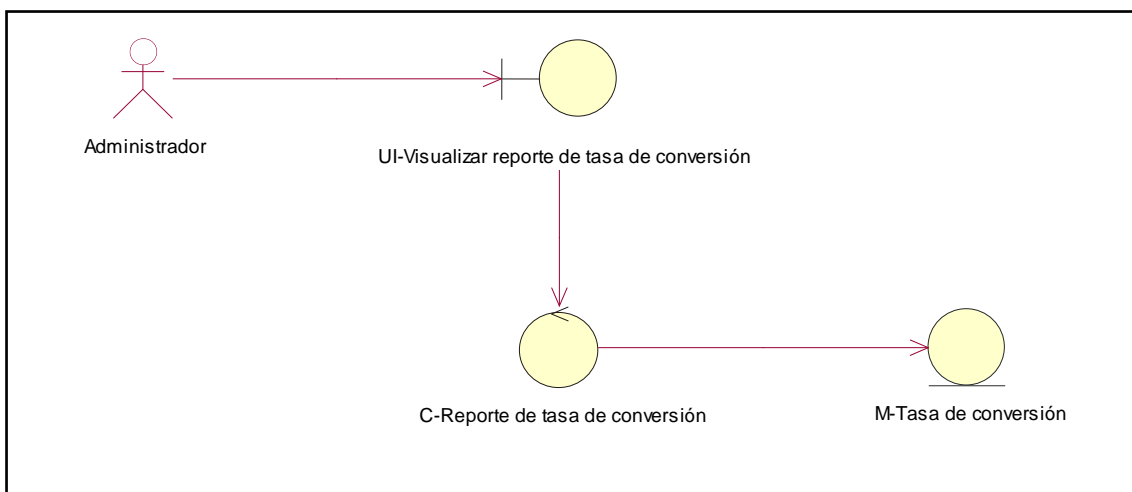 Administrador
UI-Visualizar reporte de tasa de conversión
C-Reporte de tasa de conversión
M-Tasa de conversión